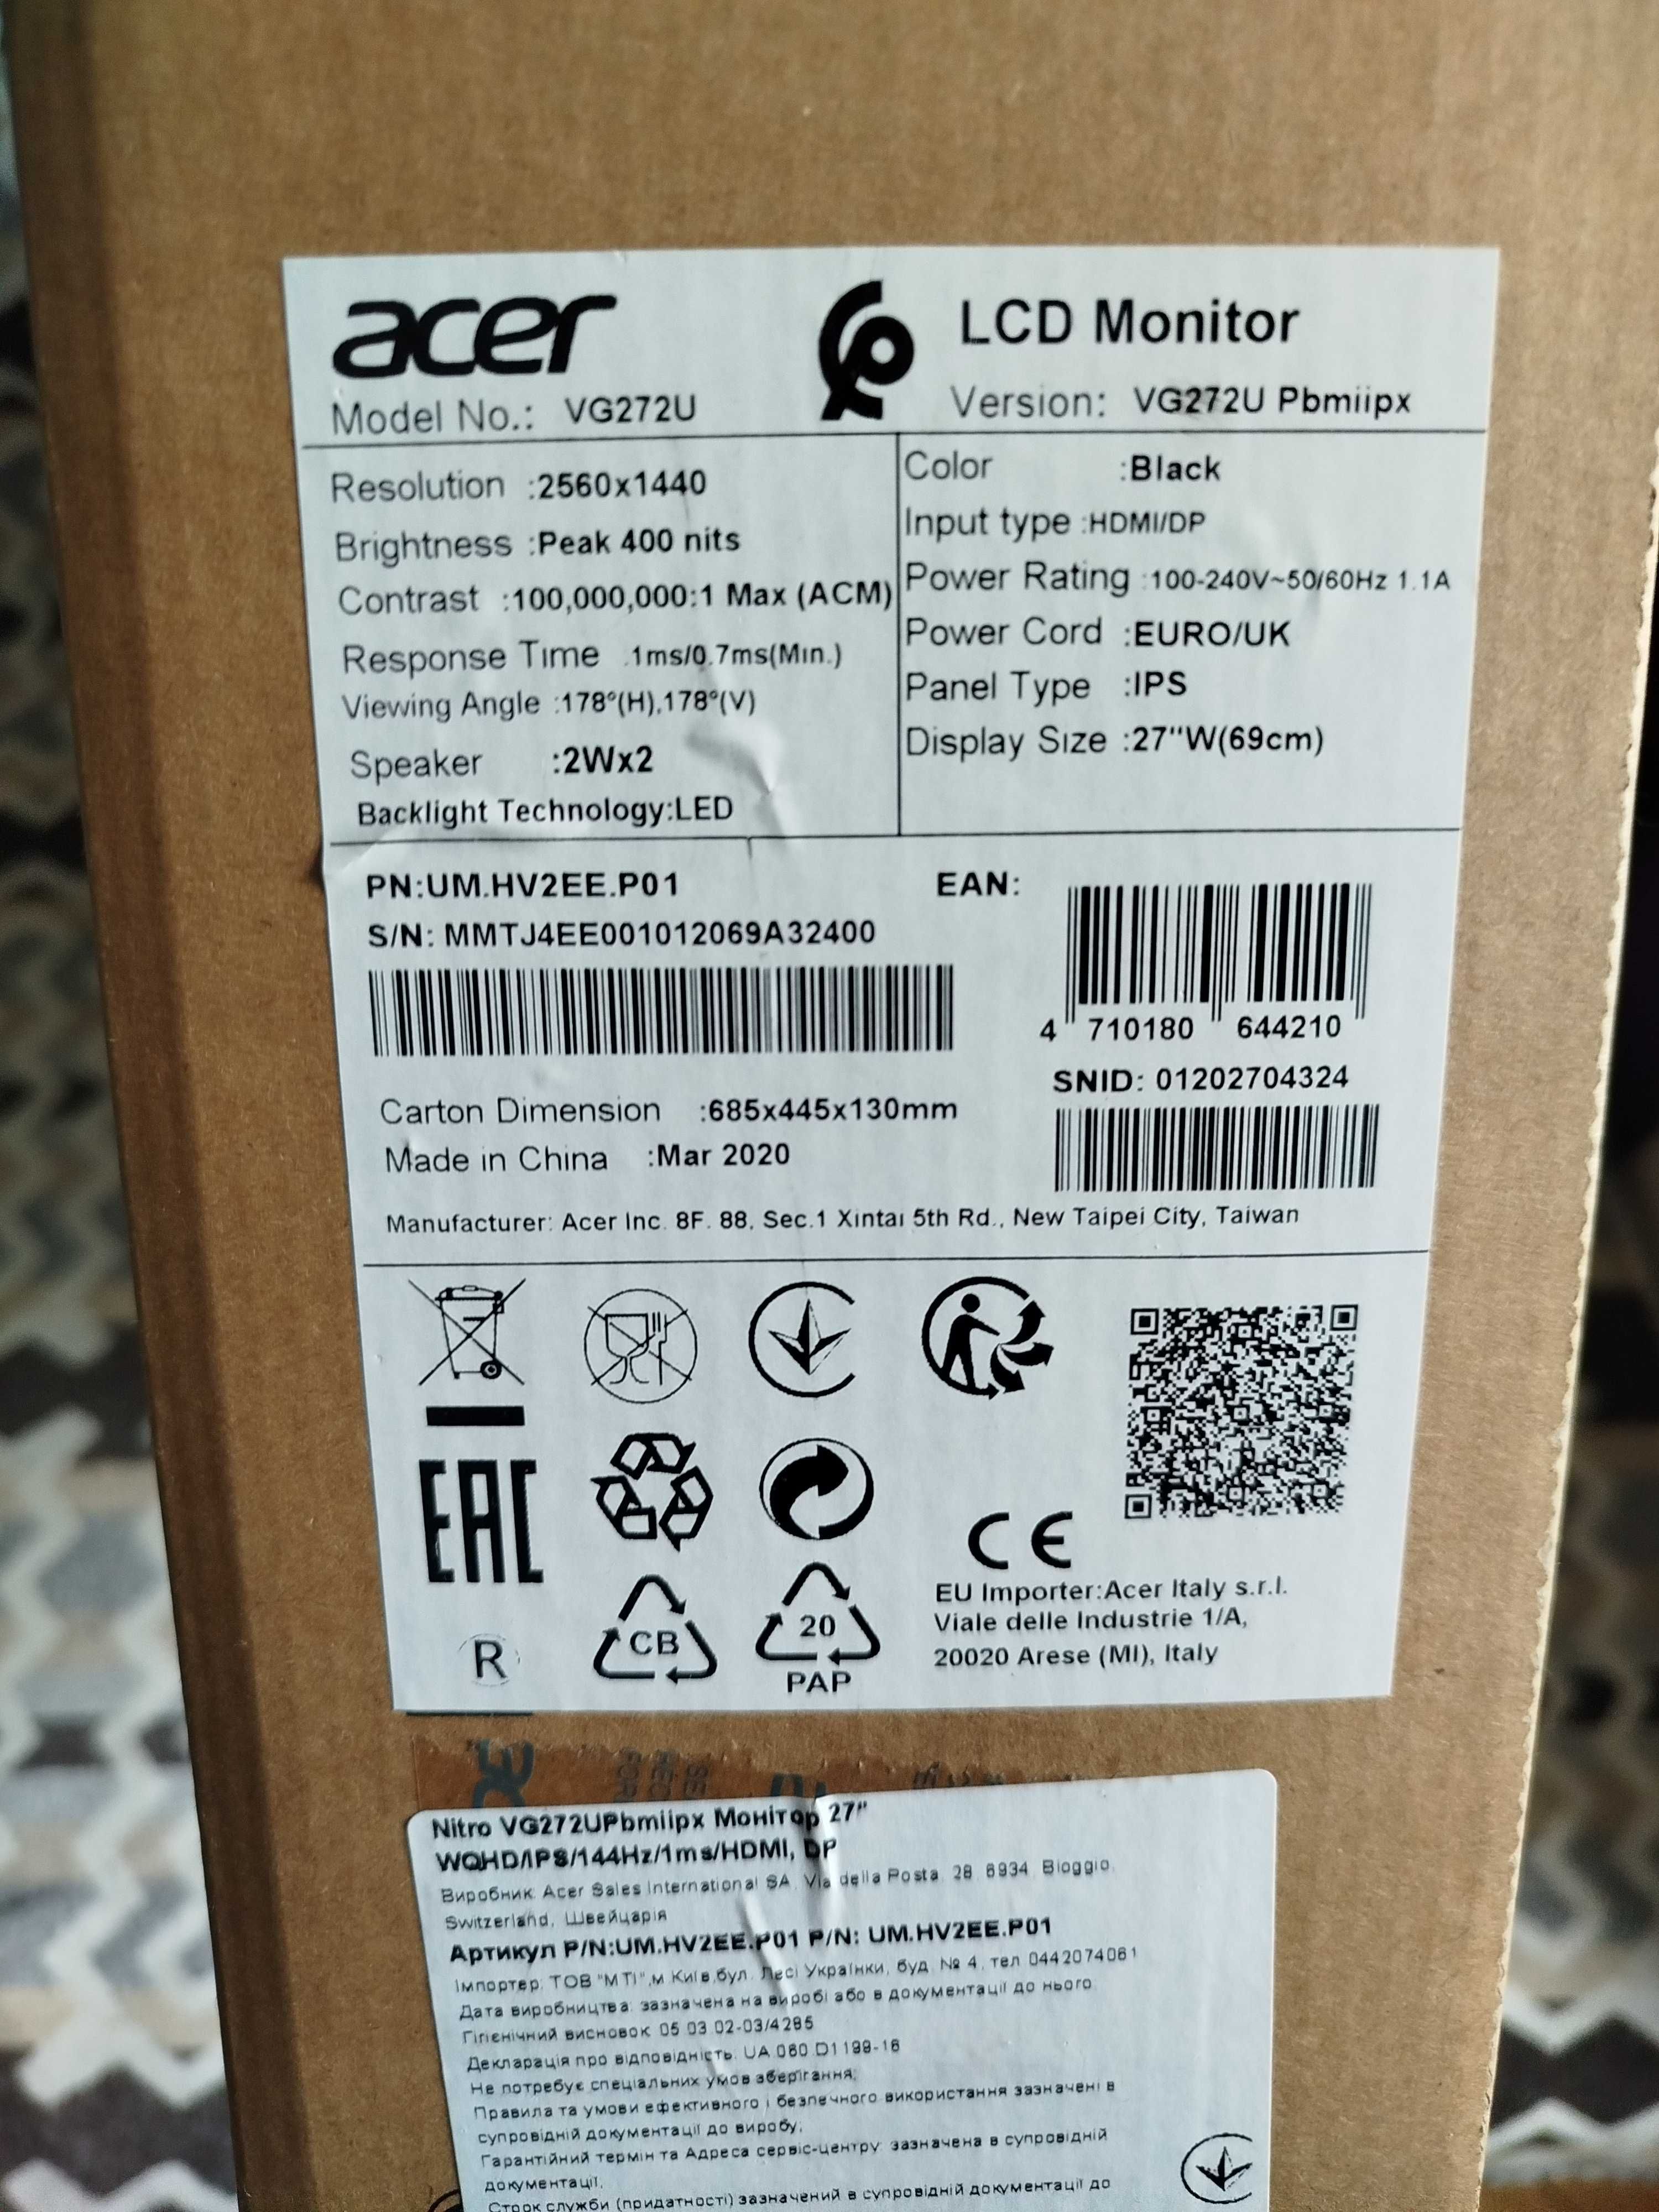 acer
LCD Monitor
Model No.: VG272U
Version: VG272U Pbmiipx
Resolution :2560x1440
Brightness :Peak 400 nits
Contrast :100,000,000:1 Max (ACM)
Response Time :1ms/0.7ms(Min.)
Viewing Angle :178°(H),178°(V)
Speaker :2Wx2
Backlight Technology:LED
Color :Black
Input type :HDMI/DP
Power Rating :100-240V~50/60Hz 1.1A
Power Cord :EURO/UK
Panel Type :IPS
Display Size :27"W(69cm)
PN:UM.HV2EE.P01
S/N: MMTJ4EE001012069A32400
EAN:
4 710180 644210
SNID: 01202704324
Carton Dimension :685x445x130mm
Made in China :Mar 2020
Manufacturer: Acer Inc. 8F, 88, Sec.1 Xintai 5th Rd., New Taipei City, Taiwan
EAC
CE
R
CB
20
PAP
EU Importer:Acer Italy s.r.l.
Viale delle Industrie 1/A,
20020 Arese (MI), Italy
Nitro VG272UPbmiipx Монітор 27"
WQHD/IPS/144Hz/1ms/HDMI, DP
Виробник: Acer Sales International SA, Via della Posta, 28, 6934, Bioggio,
Switzerland, Швейцарія
Артикул P/N:UM.HV2EE.P01 P/N: UM.HV2EE.P01
Імпортер: ТОВ "МТІ",м.Київ,бул. Лесі Українки, буд. № 4, тел.0442074061
Дата виробництва: зазначена на виробі або в документації до нього
Гігієнічний висновок 05.03.02-03/4285
Декларація про відповідність: UA.060.D1199-16
Не потребує спеціальних умов зберігання;
Правила та умови ефективного і безпечного використання зазначені в
супровідній документації до виробу;
Гарантійний термін та Адреса сервіс-центру: зазначена в супровідній
документації;
Строк служби (придатності) зазначений в супровідній документації до